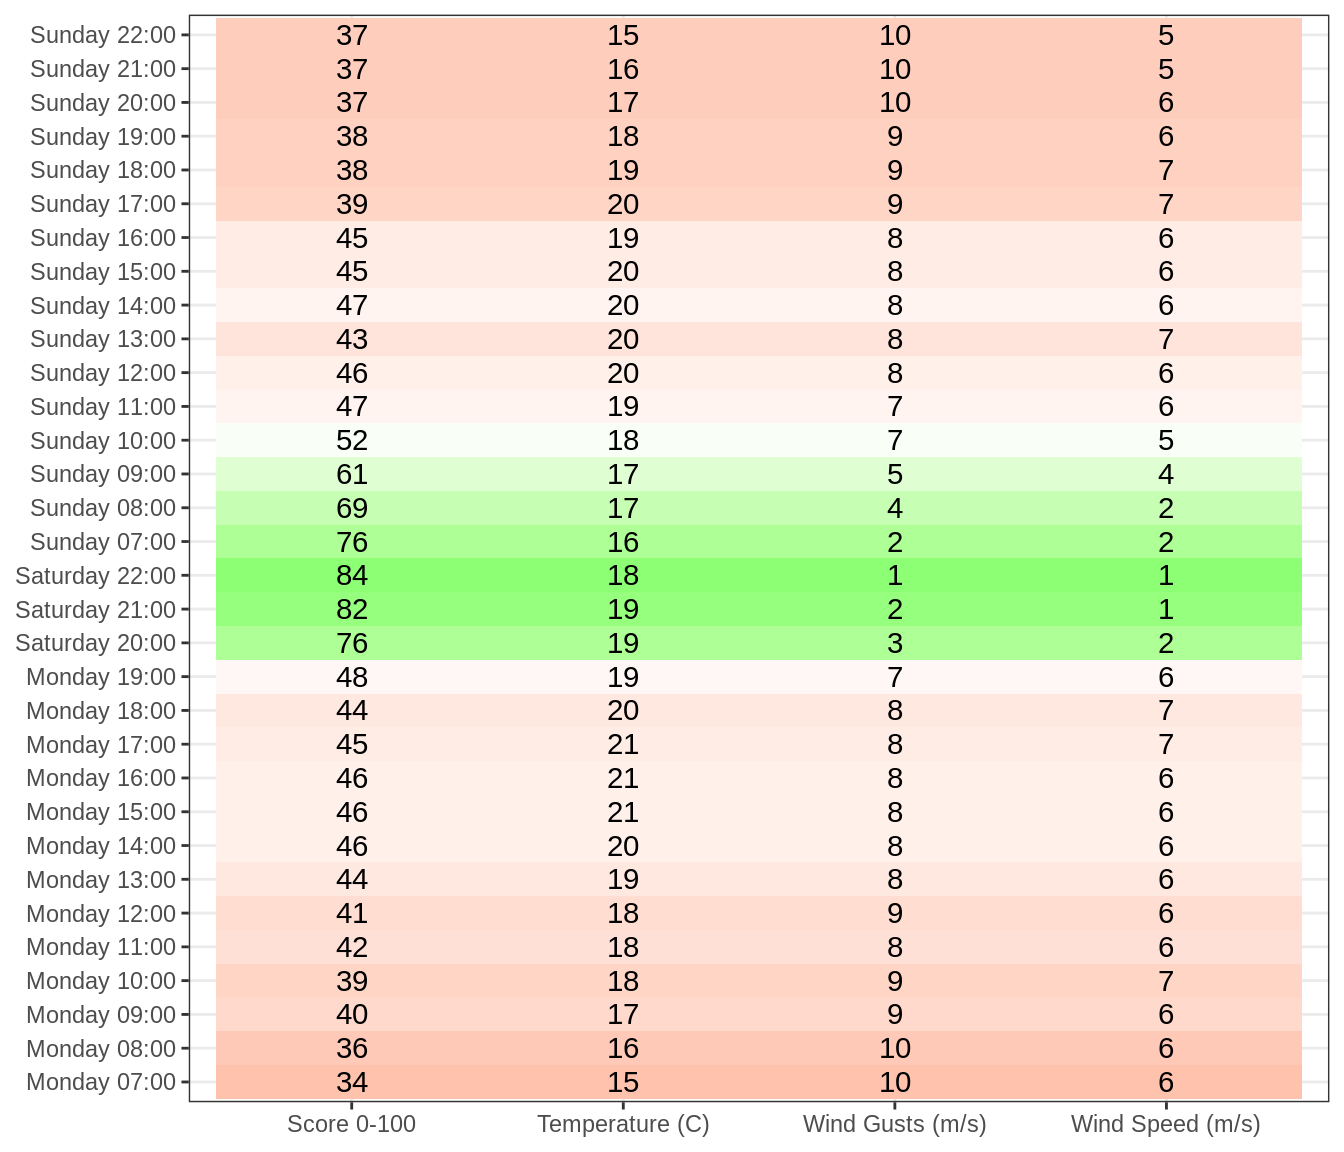 Sunday 22:00 37 15 10 5
Sunday 21:00 37 16 10 5
Sunday 20:00 37 17 10 6
Sunday 19:00 38 18 9 6
Sunday 18:00 38 19 9 7
Sunday 17:00 39 20 9 7
Sunday 16:00 45 19 8 6
Sunday 15:00 45 20 8 6
Sunday 14:00 47 20 8 6
Sunday 13:00 43 20 8 7
Sunday 12:00 46 20 8 6
Sunday 11:00 47 19 7 6
Sunday 10:00 52 18 7 5
Sunday 09:00 61 17 5 4
Sunday 08:00 69 17 4 2
Sunday 07:00 76 16 2 2
Saturday 22:00 84 18 1 1
Saturday 21:00 82 19 2 1
Saturday 20:00 76 19 3 2
Monday 19:00 48 19 7 6
Monday 18:00 44 20 8 7
Monday 17:00 45 21 8 7
Monday 16:00 46 21 8 6
Monday 15:00 46 21 8 6
Monday 14:00 46 20 8 6
Monday 13:00 44 19 8 6
Monday 12:00 41 18 9 6
Monday 11:00 42 18 8 6
Monday 10:00 39 18 9 7
Monday 09:00 40 17 9 6
Monday 08:00 36 16 10 6
Monday 07:00 34 15 10 6
Score 0-100 Temperature (C) Wind Gusts (m/s) Wind Speed (m/s)